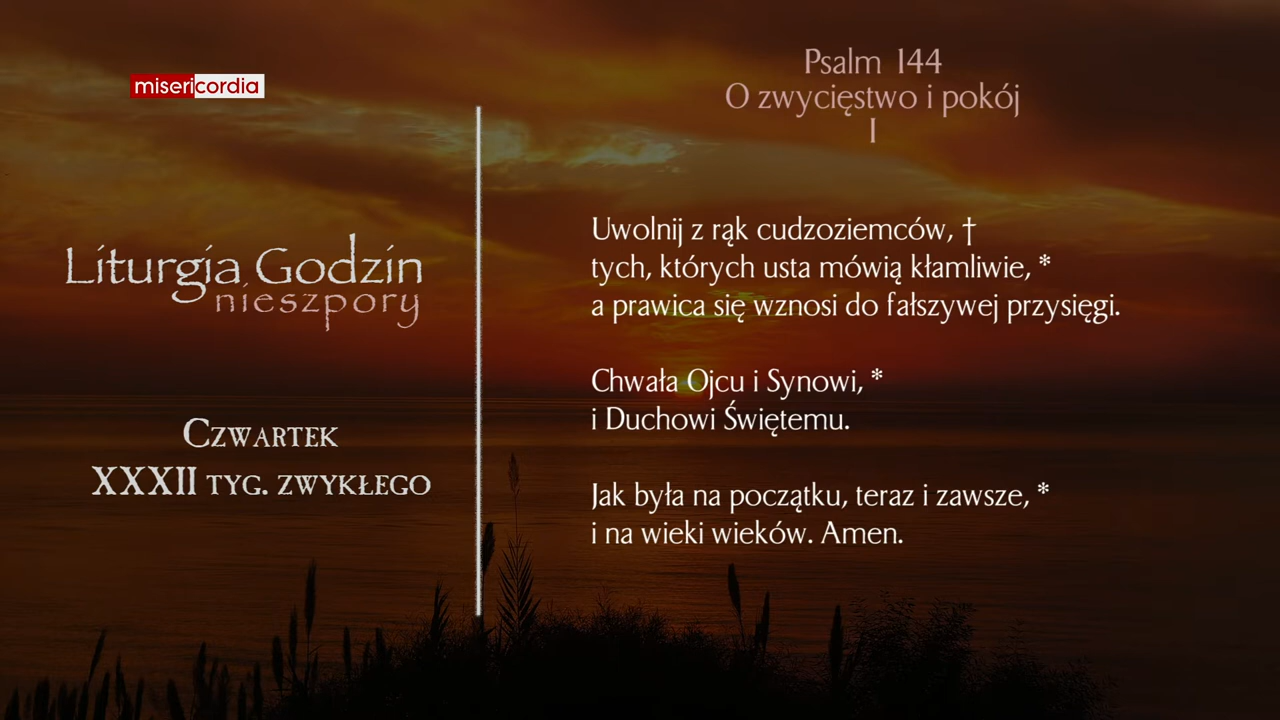 misericordia
Liturgia Godzin
nieszpory
Czwartek
XXXII tyg. zwykłego
Psalm 144
O zwycięstwo i pokój
I
Uwolnij z rąk cudzoziemców, †
tych, których usta mówią kłamliwie, *
a prawica się wznosi do fałszywej przysięgi.
Chwała Ojcu i Synowi, *
i Duchowi Świętemu.
Jak była na początku, teraz i zawsze, *
i na wieki wieków. Amen.